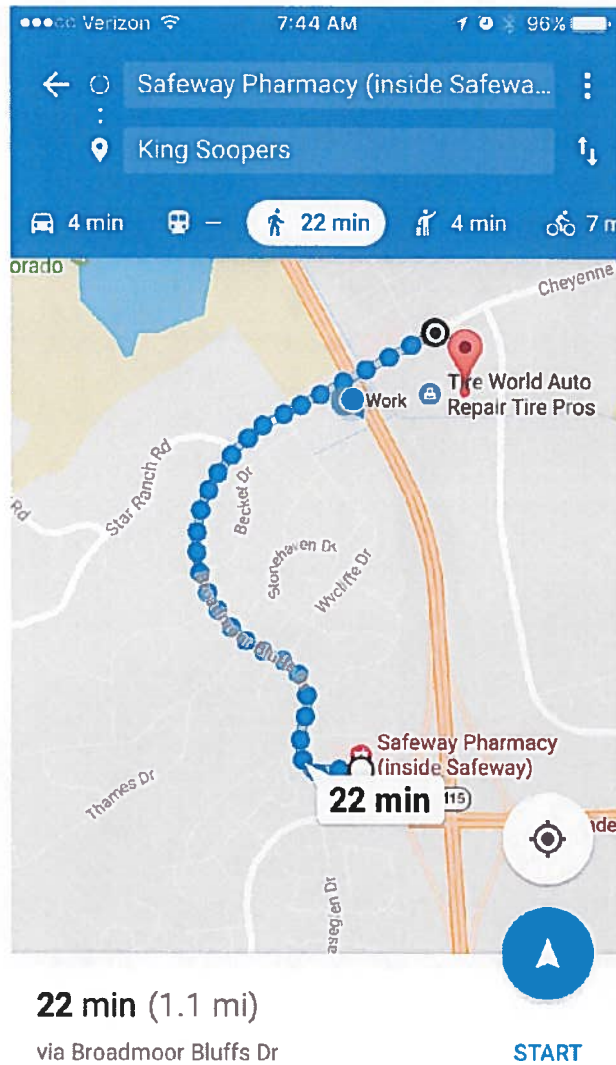 Verizon 7:44 AM 96%
Safeway Pharmacy (inside Safewa...
King Soopers
4 min — 22 min 4 min 7 m
orado
Cheyenne
Tire World Auto
Repair Tire Pros
Work
Star Ranch Rd
Rd
Becket Dr
Stonehaven Dr
Wycliffe Dr
Safeway Pharmacy
(inside Safeway)
22 min
115
Thames Dr
22 min (1.1 mi)
via Broadmoor Bluffs Dr
START